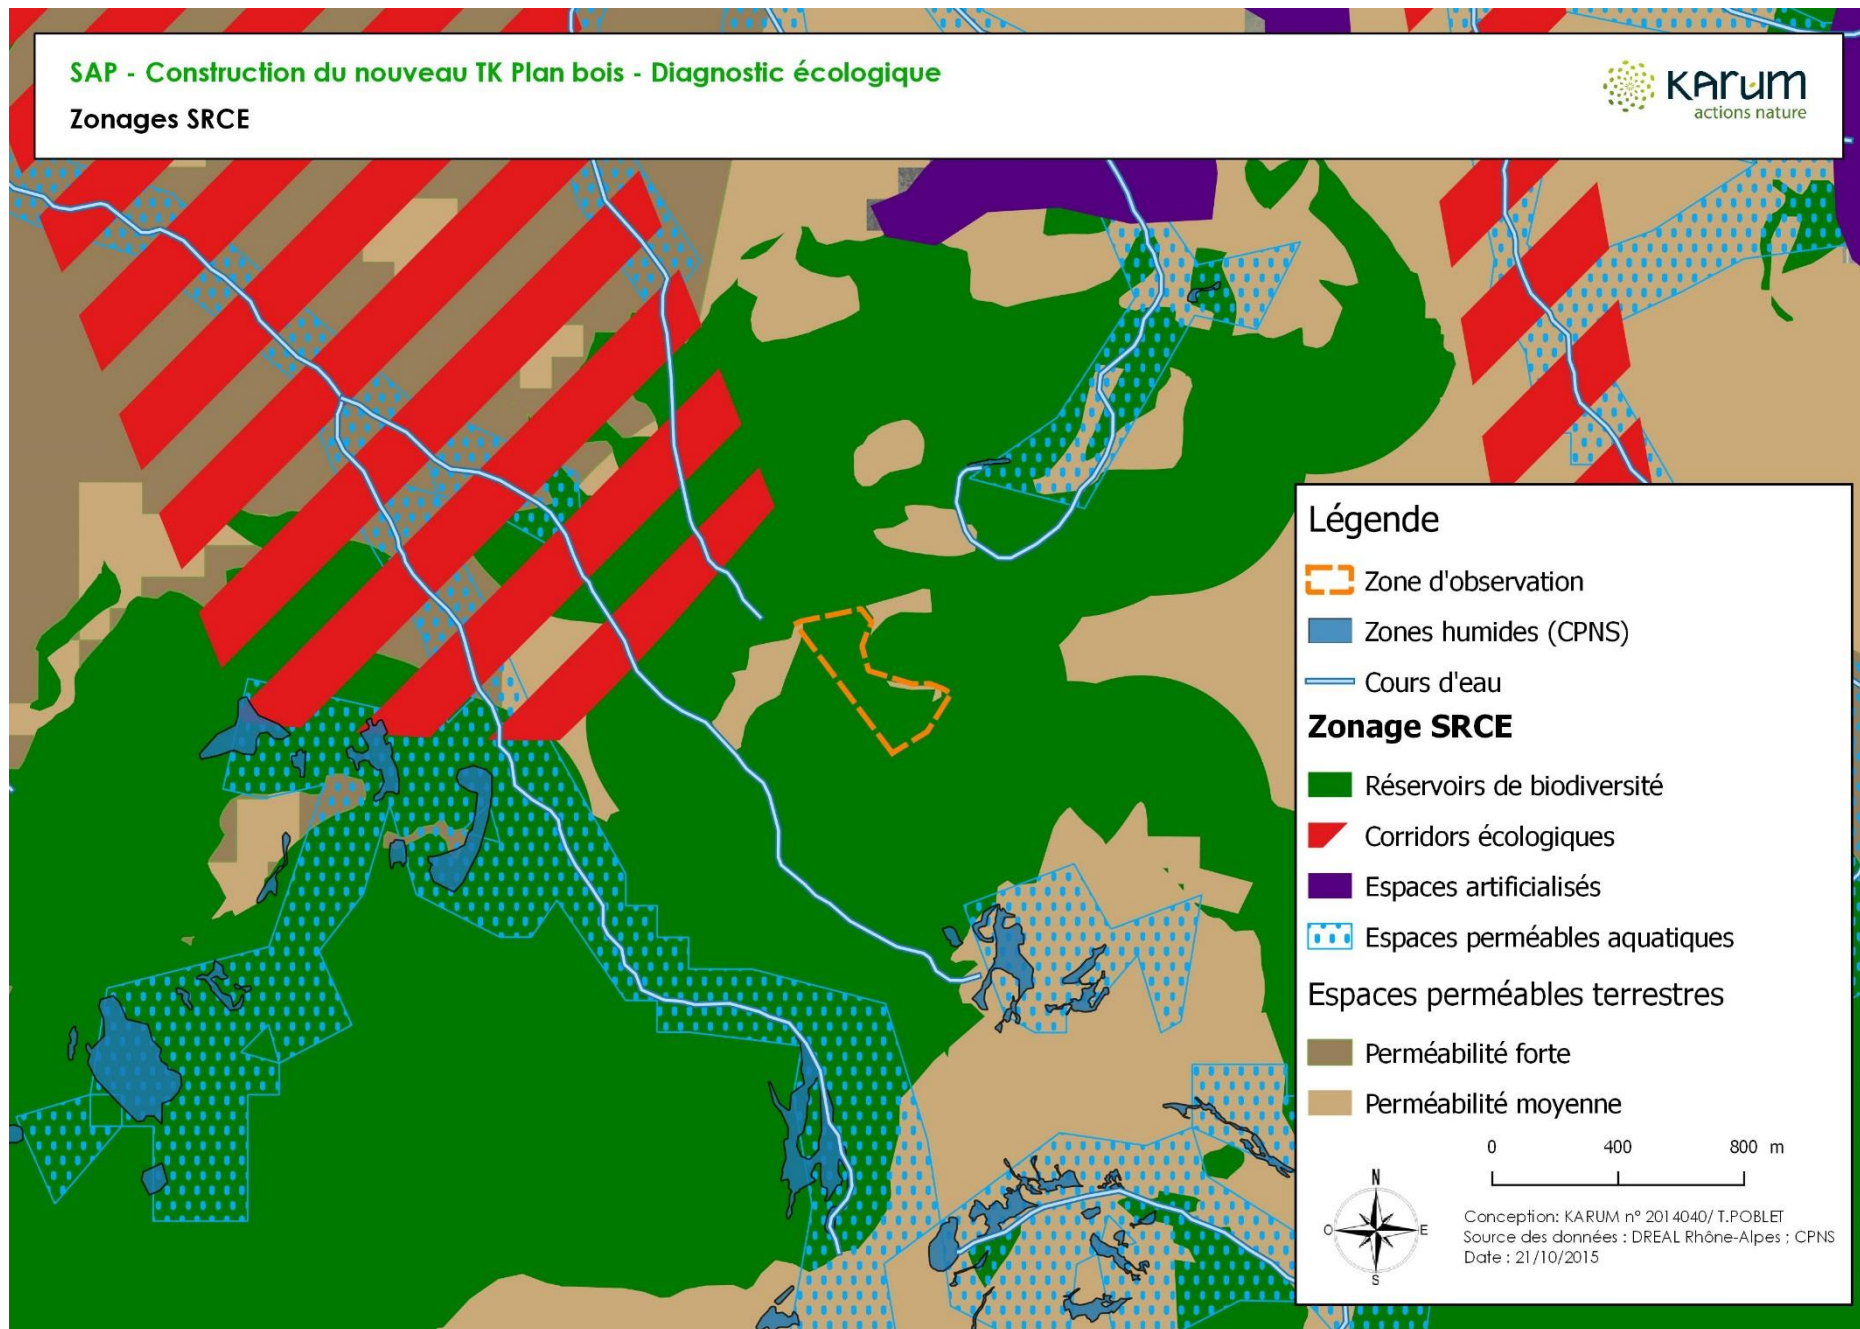 SAP - Construction du nouveau TK Plan bois - Diagnostic écologique
Zonages SRCE
KARUM
actions nature
Légende
Zone d'observation
Zones humides (CPNS)
Cours d'eau
Zonage SRCE
Réservoirs de biodiversité
Corridors écologiques
Espaces artificialisés
Espaces perméables aquatiques
Espaces perméables terrestres
Perméabilité forte
Perméabilité moyenne
0 400 800 m
N
O E
S
Conception: KARUM n° 2014040/ T.POBLET
Source des données : DREAL Rhône-Alpes ; CPNS
Date : 21/10/2015